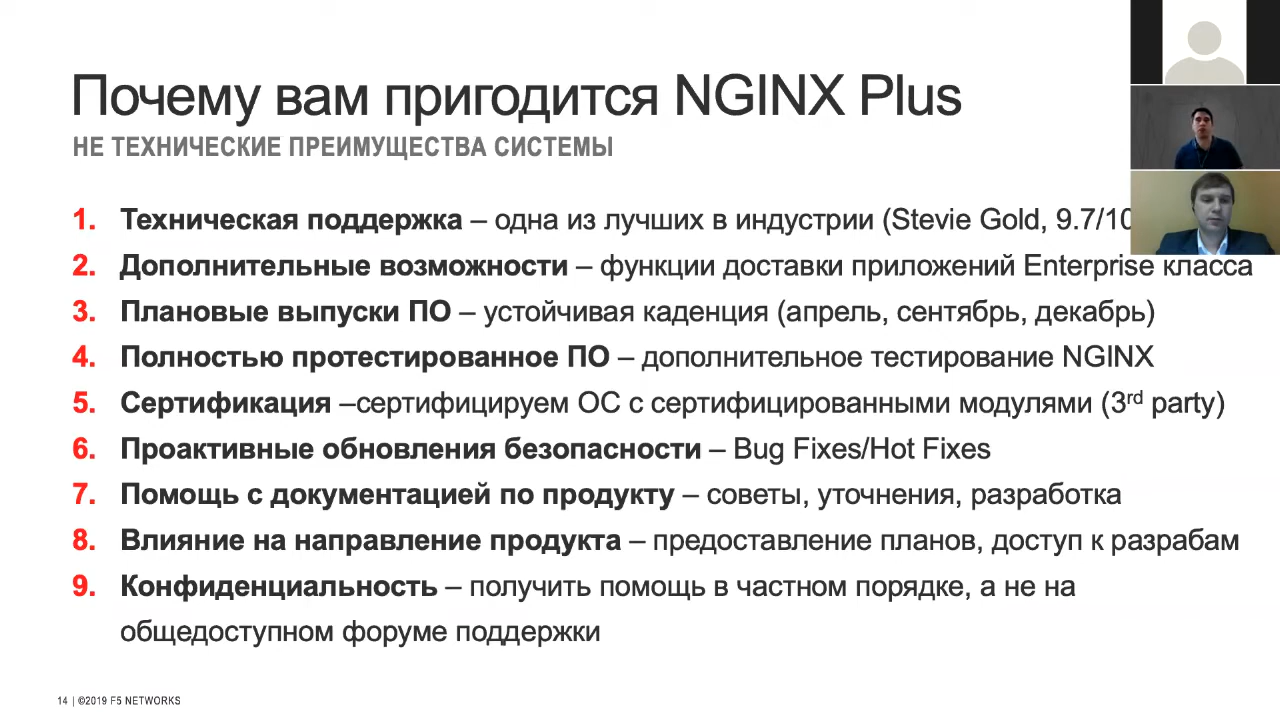 Почему вам пригодится NGINX Plus
НЕ ТЕХНИЧЕСКИЕ ПРЕИМУЩЕСТВА СИСТЕМЫ
1. Техническая поддержка – одна из лучших в индустрии (Stevie Gold, 9.7/10
2. Дополнительные возможности – функции доставки приложений Enterprise класса
3. Плановые выпуски ПО – устойчивая каденция (апрель, сентябрь, декабрь)
4. Полностью протестированное ПО – дополнительное тестирование NGINX
5. Сертификация –сертифицируем ОС с сертифицированными модулями (3rd party)
6. Проактивные обновления безопасности – Bug Fixes/Hot Fixes
7. Помощь с документацией по продукту – советы, уточнения, разработка
8. Влияние на направление продукта – предоставление планов, доступ к разрабам
9. Конфиденциальность – получить помощь в частном порядке, а не на
общедоступном форуме поддержки
14 | ©2019 F5 NETWORKS